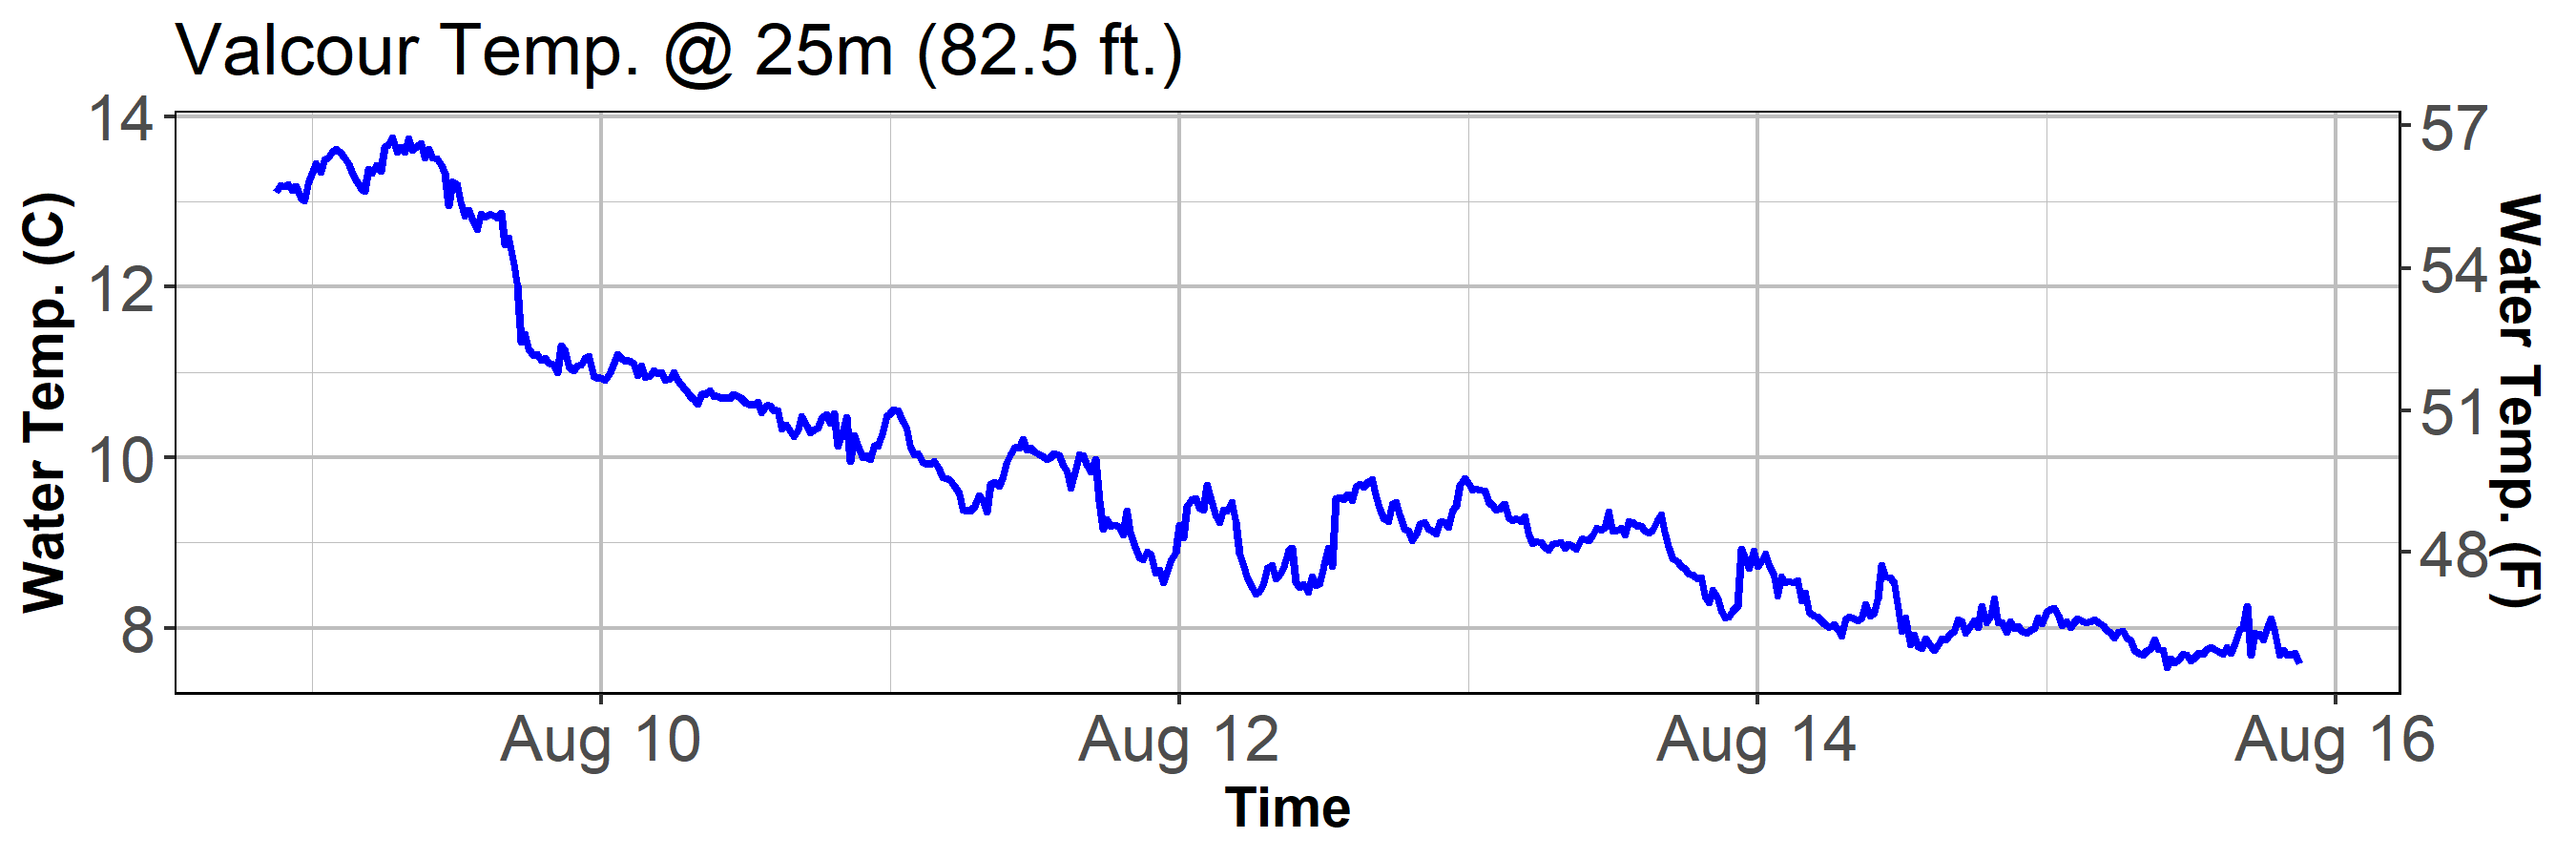 Valcour Temp. @ 25m (82.5 ft.)
Water Temp. (C)
14
12
10
8
57
54
51
48
Water Temp. (F)
Aug 10 Aug 12 Aug 14 Aug 16
Time